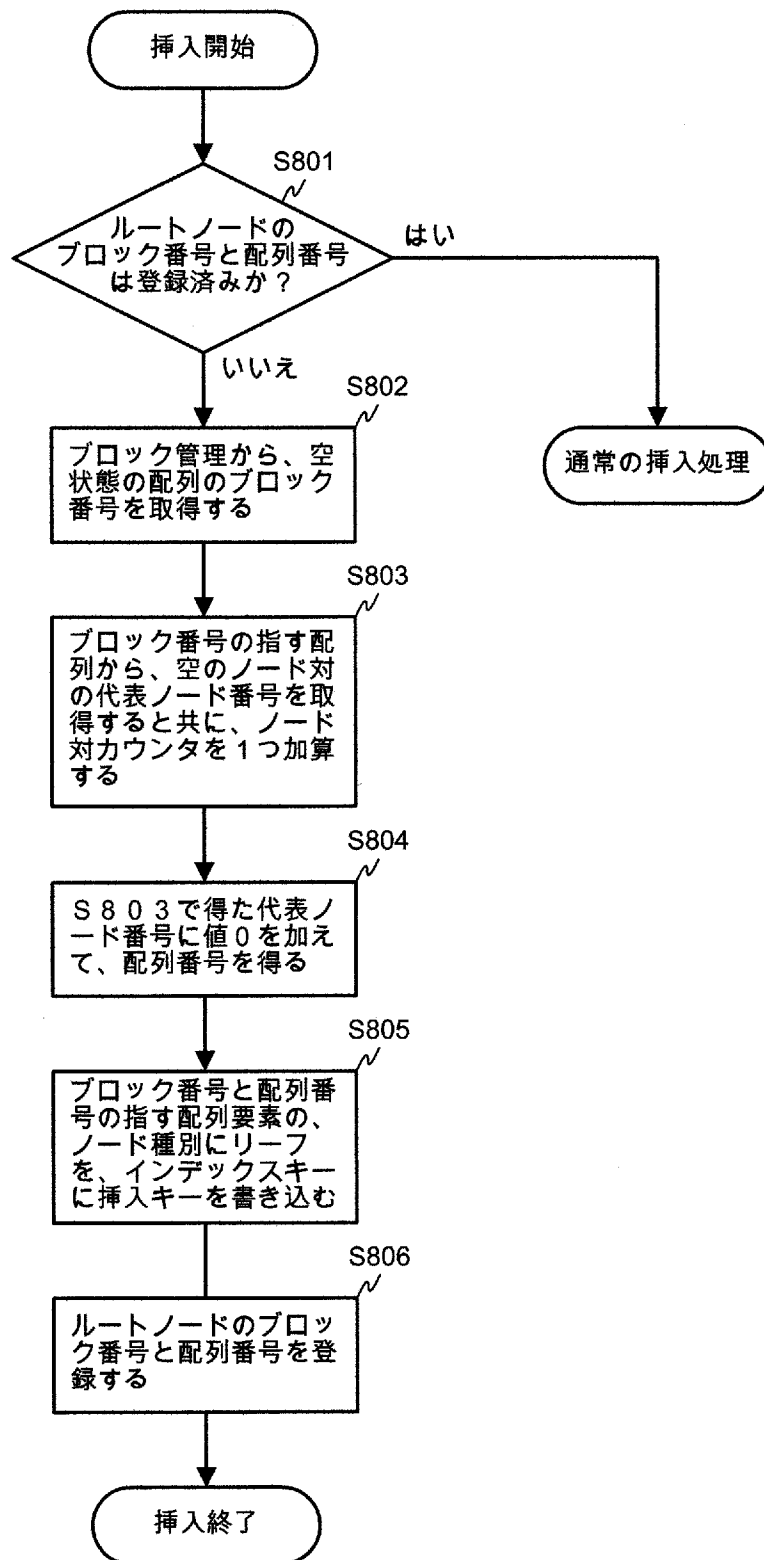 挿入開始
S801
ルートノードの
ブロック番号と配列番号
は登録済みか？
はい
いいえ
S802
ブロック管理から、空
状態の配列のブロック
番号を取得する
通常の挿入処理
S803
ブロック番号の指す配
列から、空のノード対
の代表ノード番号を取
得すると共に、ノード
対カウンタを１つ加算
する
S804
Ｓ８０３で得た代表ノ
ード番号に値０を加え
て、配列番号を得る
S805
ブロック番号と配列番
号の指す配列要素の、
ノード種別にリーフ
を、インデックスキー
に挿入キーを書き込む
S806
ルートノードのブロッ
ク番号と配列番号を登
録する
挿入終了